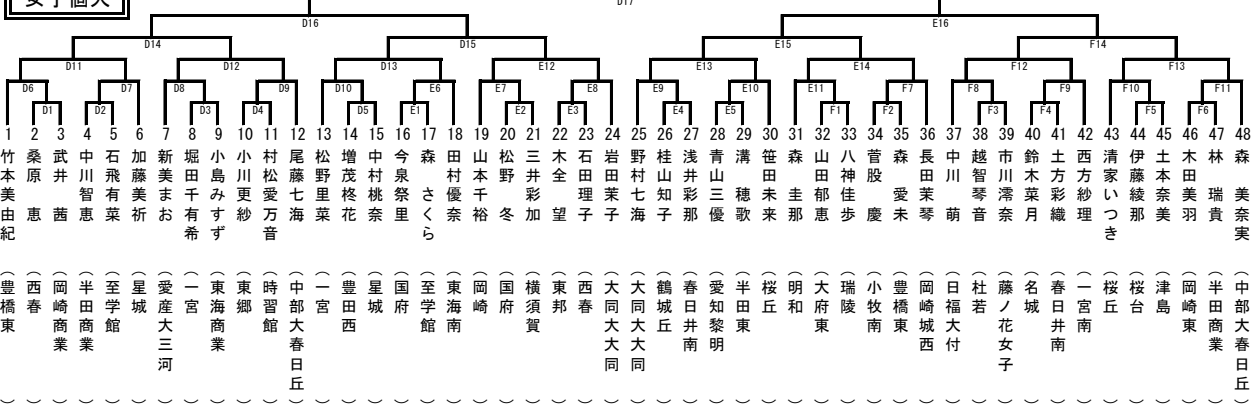 女子個人
D17
D16 E16
D14 D15 E15 F14
D11 D12 D13 E12 E13 E14 F12 F13
D6 D7 D8 D9 D10 E6 E7 E8 E9 E10 E11 F7 F8 F9 F10 F11
D1 D2 D3 D4 D5 E1 E2 E3 E4 E5 F1 F2 F3 F4 F5 F6
1 竹本美由紀 (豊橋東)
2 桑原 恵 (西春)
3 武井 茜 (岡崎商業)
4 中川智恵 (半田商業)
5 石飛有菜 (至学館)
6 加藤美祈 (星城)
7 新美まお (愛産大三河)
8 堀田千有希 (一宮)
9 小島みすず (東海商業)
10 小川更紗 (東郷)
11 村松愛万音 (時習館)
12 尾藤七海 (中部大春日丘)
13 松野里菜 (一宮)
14 増茂柊花 (豊田西)
15 中村桃奈 (星城)
16 今泉祭里 (国府)
17 森 さくら (至学館)
18 田村優奈 (東海南)
19 山本千裕 (岡崎)
20 松野 冬 (国府)
21 三井彩加 (横須賀)
22 木全 望 (東邦)
23 石田理子 (西春)
24 岩田茉子 (大同大大同)
25 野村七海 (大同大大同)
26 桂山知子 (鶴城丘)
27 浅井彩那 (春日井南)
28 青山三優 (愛知黎明)
29 溝 穂歌 (半田東)
30 笹田未来 (桜丘)
31 森 圭那 (明和)
32 山田郁恵 (大府東)
33 八神佳歩 (瑞陵)
34 菅股 慶 (小牧南)
35 森 愛未 (豊橋東)
36 長田茉琴 (岡崎城西)
37 中川 萌 (日福大付)
38 越智琴音 (杜若)
39 市川澪奈 (藤ノ花女子)
40 鈴木菜月 (名城)
41 土方彩織 (春日井南)
42 西方紗理 (一宮南)
43 清家いつき (桜丘)
44 伊藤綾那 (桜台)
45 土本奈美 (津島)
46 木田美羽 (岡崎東)
47 林 瑞貴 (半田商業)
48 森 美奈実 (中部大春日丘)